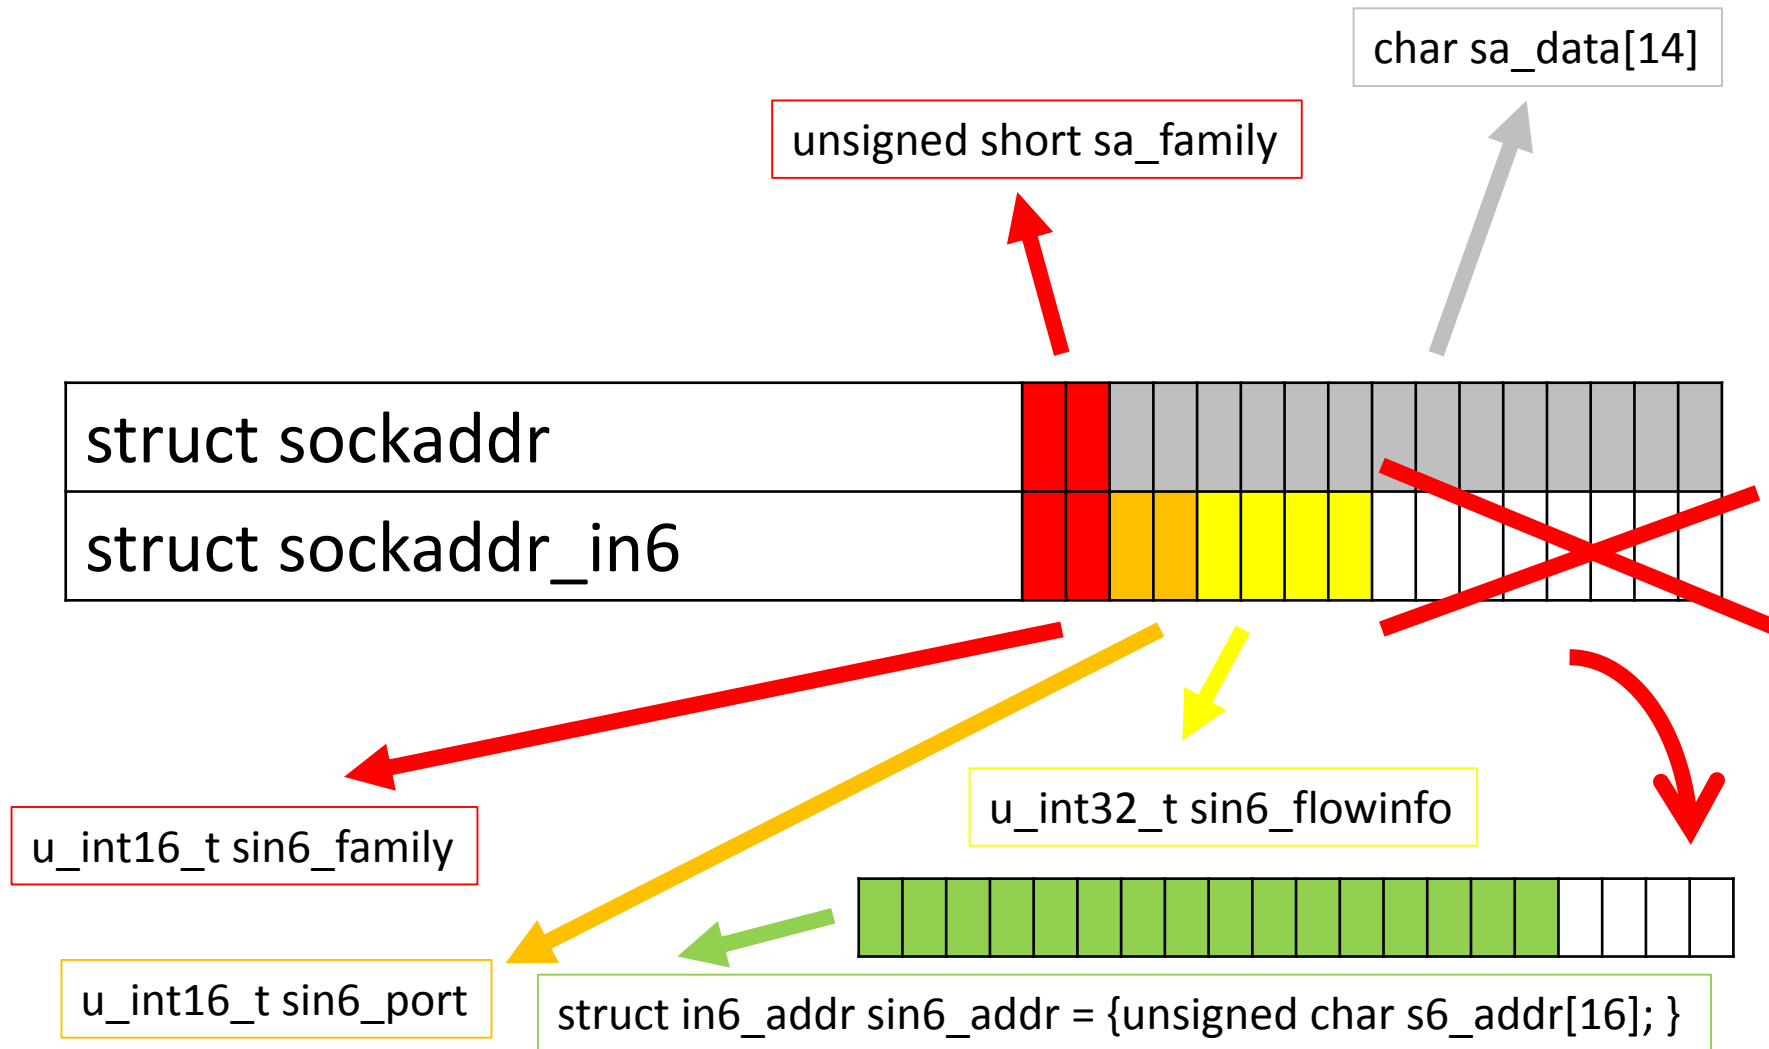 char sa_data[14]
unsigned short sa_family
struct sockaddr
struct sockaddr_in6
u_int32_t sin6_flowinfo
u_int16_t sin6_family
u_int16_t sin6_port
struct in6_addr sin6_addr = {unsigned char s6_addr[16]; }